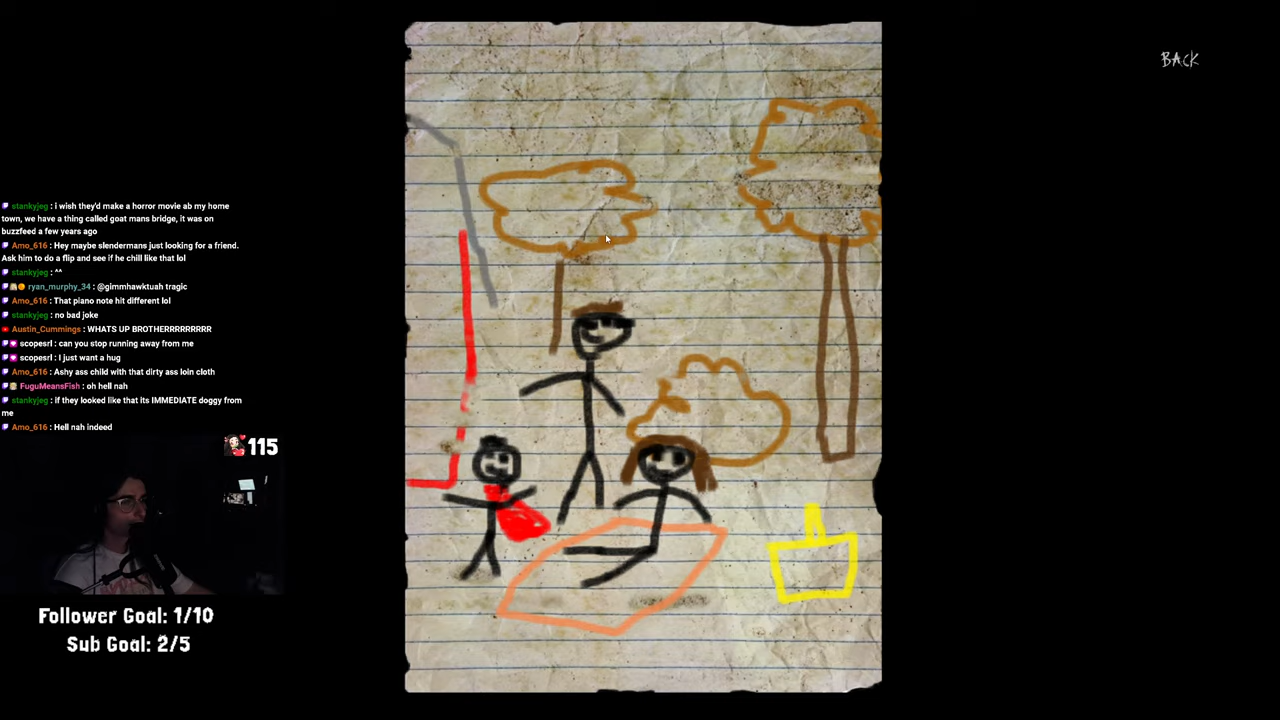 BACK
stankyjeg : i wish they'd make a horror movie ab my home
town, we have a thing called goat mans bridge, it was on
buzzfeed a few years ago
Amo_616 : Hey maybe slendermans just looking for a friend.
Ask him to do a flip and see if he chill like that lol
stankyjeg : ^^
ryan_murphy_34 : @gimmhawktuah tragic
Amo_616 : That piano note hit different lol
stankyjeg : no bad joke
Austin_Cummings : WHATS UP BROTHERRRRRRRRR
scopesrl : can you stop running away from me
scopesrl : I just want a hug
Amo_616 : Ashy ass child with that dirty ass loin cloth
FuguMeansFish : oh hell nah
stankyjeg : if they looked like that its IMMEDIATE doggy from
me
Amo_616 : Hell nah indeed
115
Follower Goal: 1/10
Sub Goal: 2/5